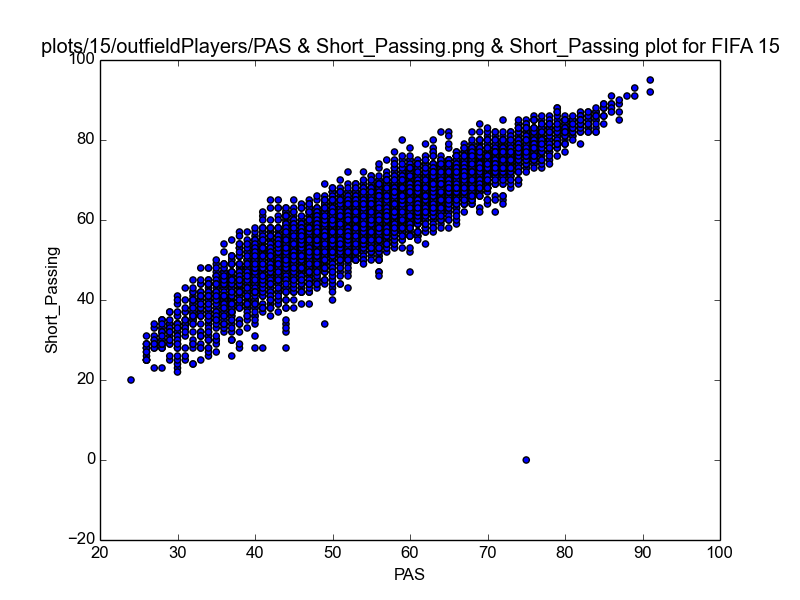 plots/15/outfieldPlayers/PAS & Short_Passing.png & Short_Passing plot for FIFA 15
100
80
60
40
20
0
−20
Short_Passing
20 30 40 50 60 70 80 90 100
PAS